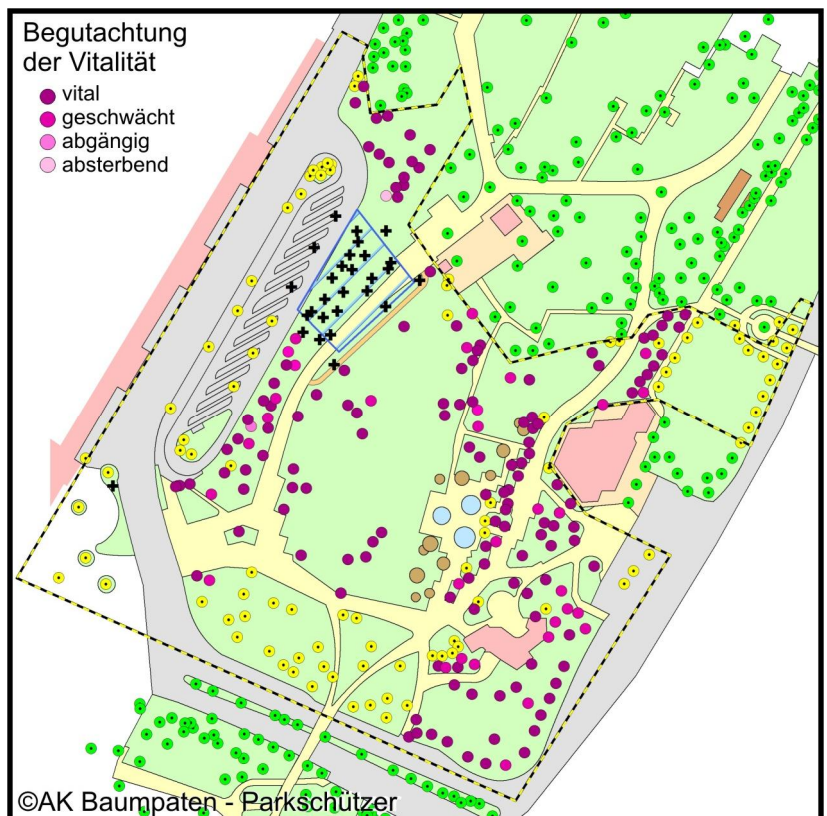 Begutachtung
der Vitalität
vital
geschwächt
abgängig
absterbend
©AK Baumpaten - Parkschützer